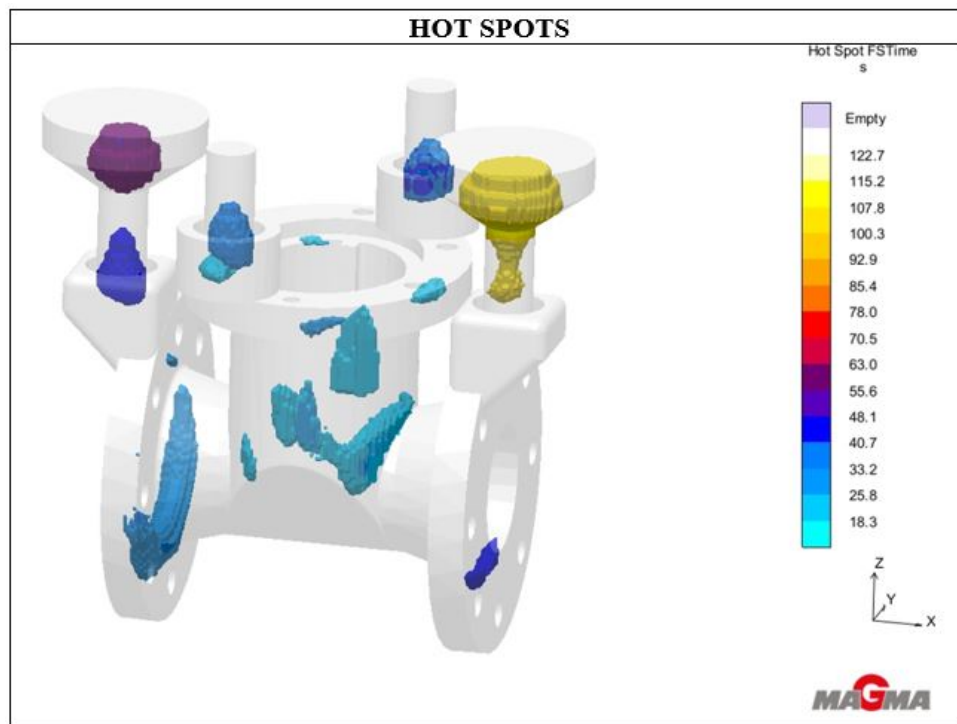 HOT SPOTS
Hot Spot FSTime
s
Empty
122.7
115.2
107.8
100.3
92.9
85.4
78.0
70.5
63.0
55.6
48.1
40.7
33.2
25.8
18.3
Z
Y
X
MAGMA